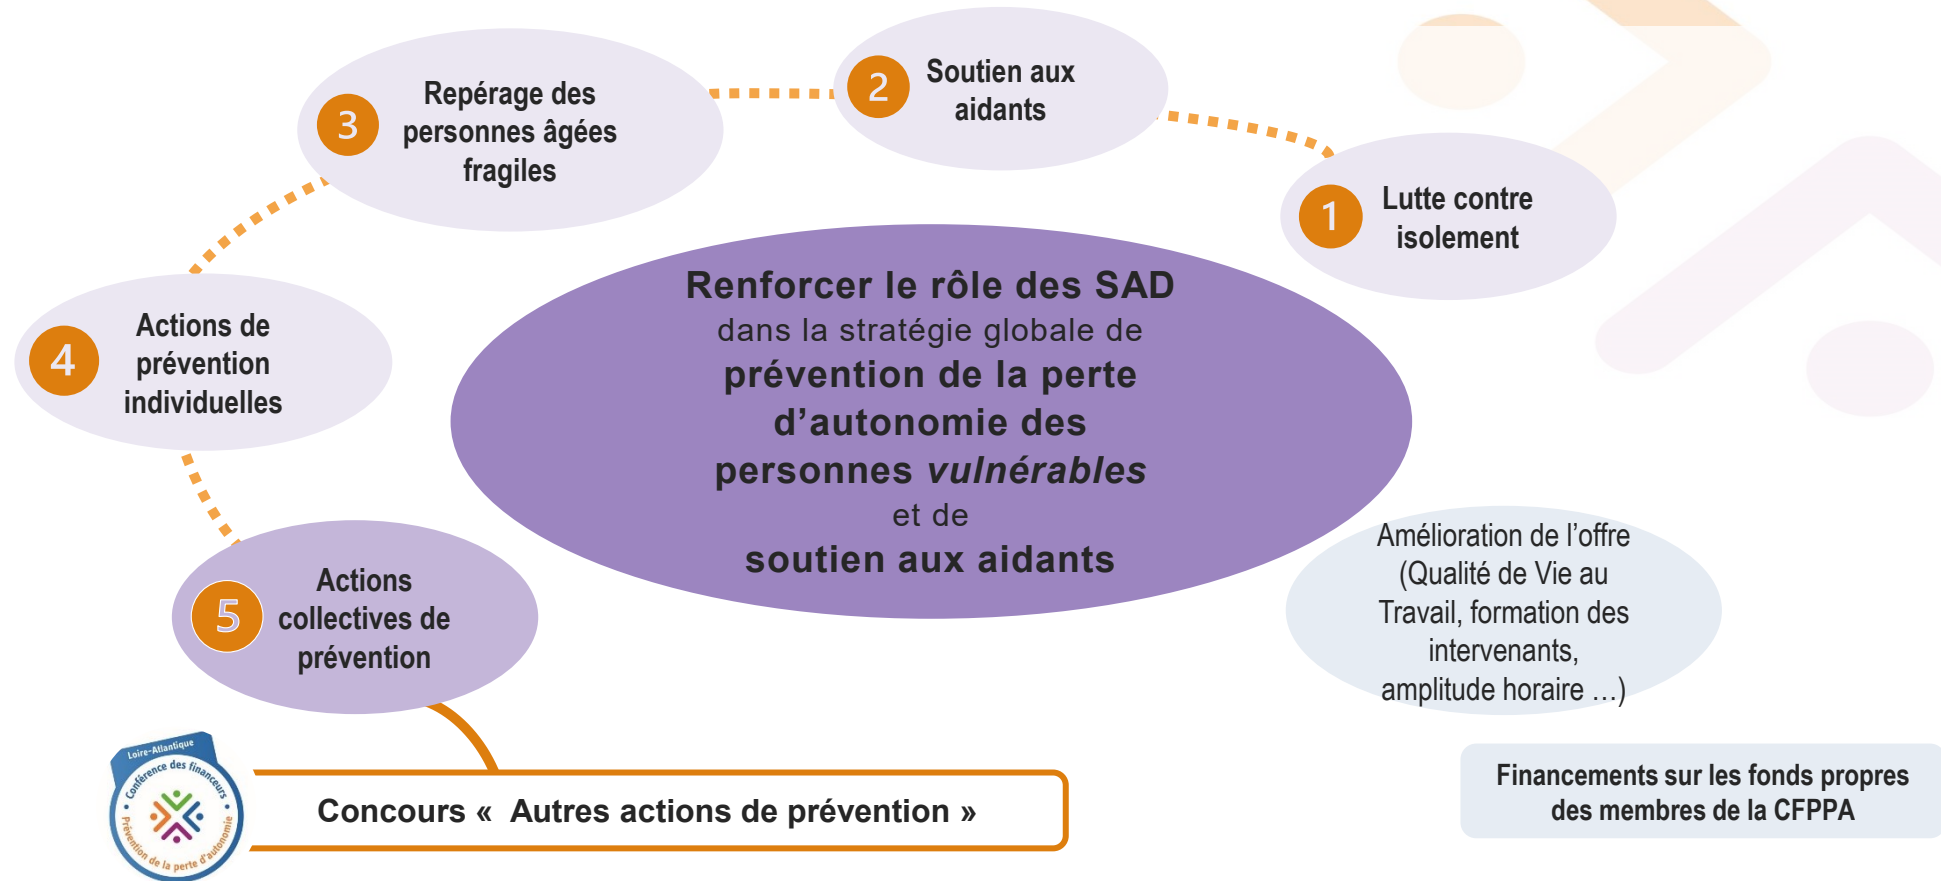 1
Lutte contre
isolement
2
Soutien aux
aidants
3
Repérage des
personnes âgées
fragiles
4
Actions de
prévention
individuelles
5
Actions
collectives de
prévention
Renforcer le rôle des SAD
dans la stratégie globale de
prévention de la perte
d’autonomie des
personnes vulnérables
et de
soutien aux aidants
Amélioration de l’offre
(Qualité de Vie au
Travail, formation des
intervenants,
amplitude horaire …)
Loire-Atlantique
Conférence des financeurs
Prévention de la perte d'autonomie
Concours « Autres actions de prévention »
Financements sur les fonds propres
des membres de la CFPPA